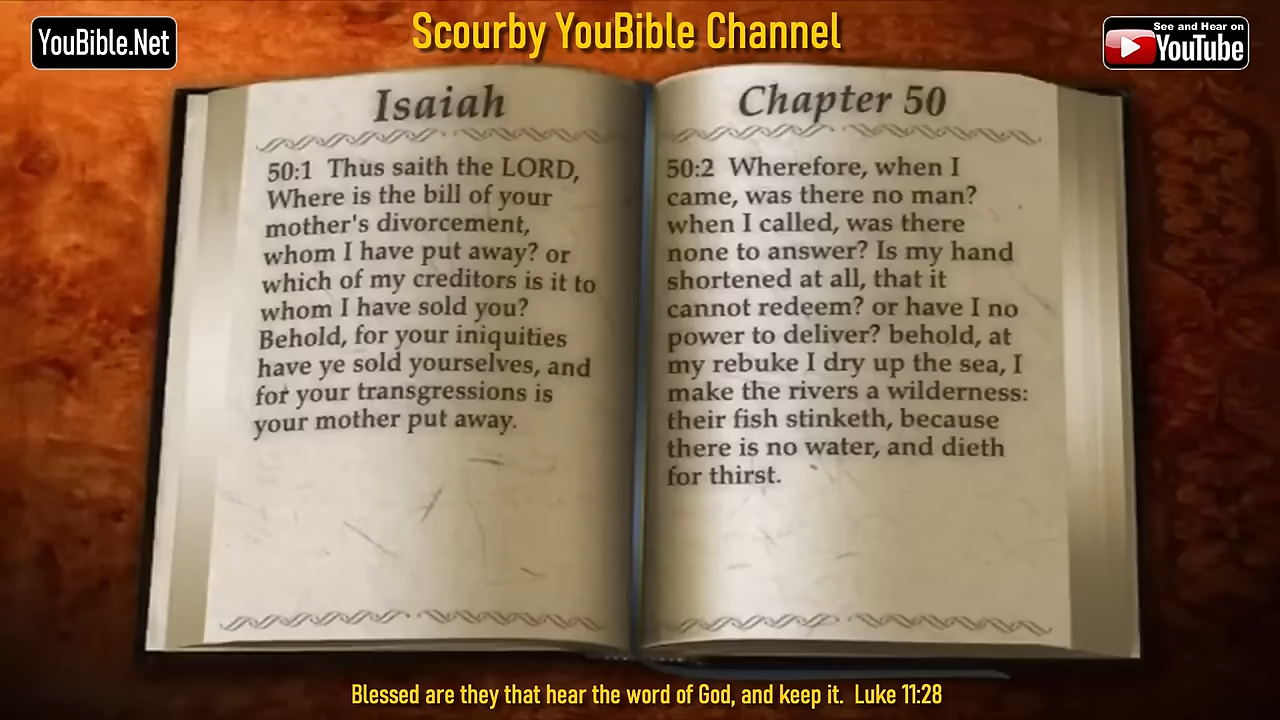 YouBible.Net
Scourby YouBible Channel
See and Hear on
YouTube
Isaiah
50:1 Thus saith the LORD,
Where is the bill of your
mother's divorcement,
whom I have put away? or
which of my creditors is it to
whom I have sold you?
Behold, for your iniquities
have ye sold yourselves, and
for your transgressions is
your mother put away.
Chapter 50
50:2 Wherefore, when I
came, was there no man?
when I called, was there
none to answer? Is my hand
shortened at all, that it
cannot redeem? or have I no
power to deliver? behold, at
my rebuke I dry up the sea, I
make the rivers a wilderness:
their fish stinketh, because
there is no water, and dieth
for thirst.
Blessed are they that hear the word of God, and keep it. Luke 11:28